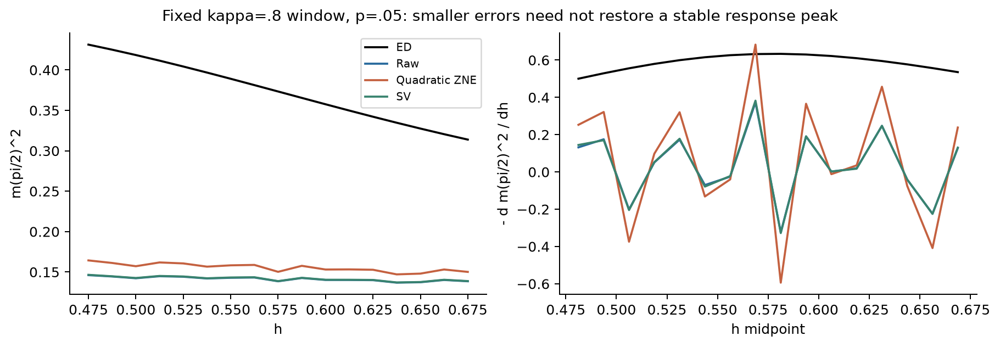 Fixed kappa=.8 window, p=.05: smaller errors need not restore a stable response peak
m(pi/2)^2
0.40
0.35
0.30
0.25
0.20
0.15
ED
Raw
Quadratic ZNE
SV
0.475 0.500 0.525 0.550 0.575 0.600 0.625 0.650 0.675
h
- d m(pi/2)^2 / dh
0.6
0.4
0.2
0.0
−0.2
−0.4
−0.6
0.475 0.500 0.525 0.550 0.575 0.600 0.625 0.650 0.675
h midpoint